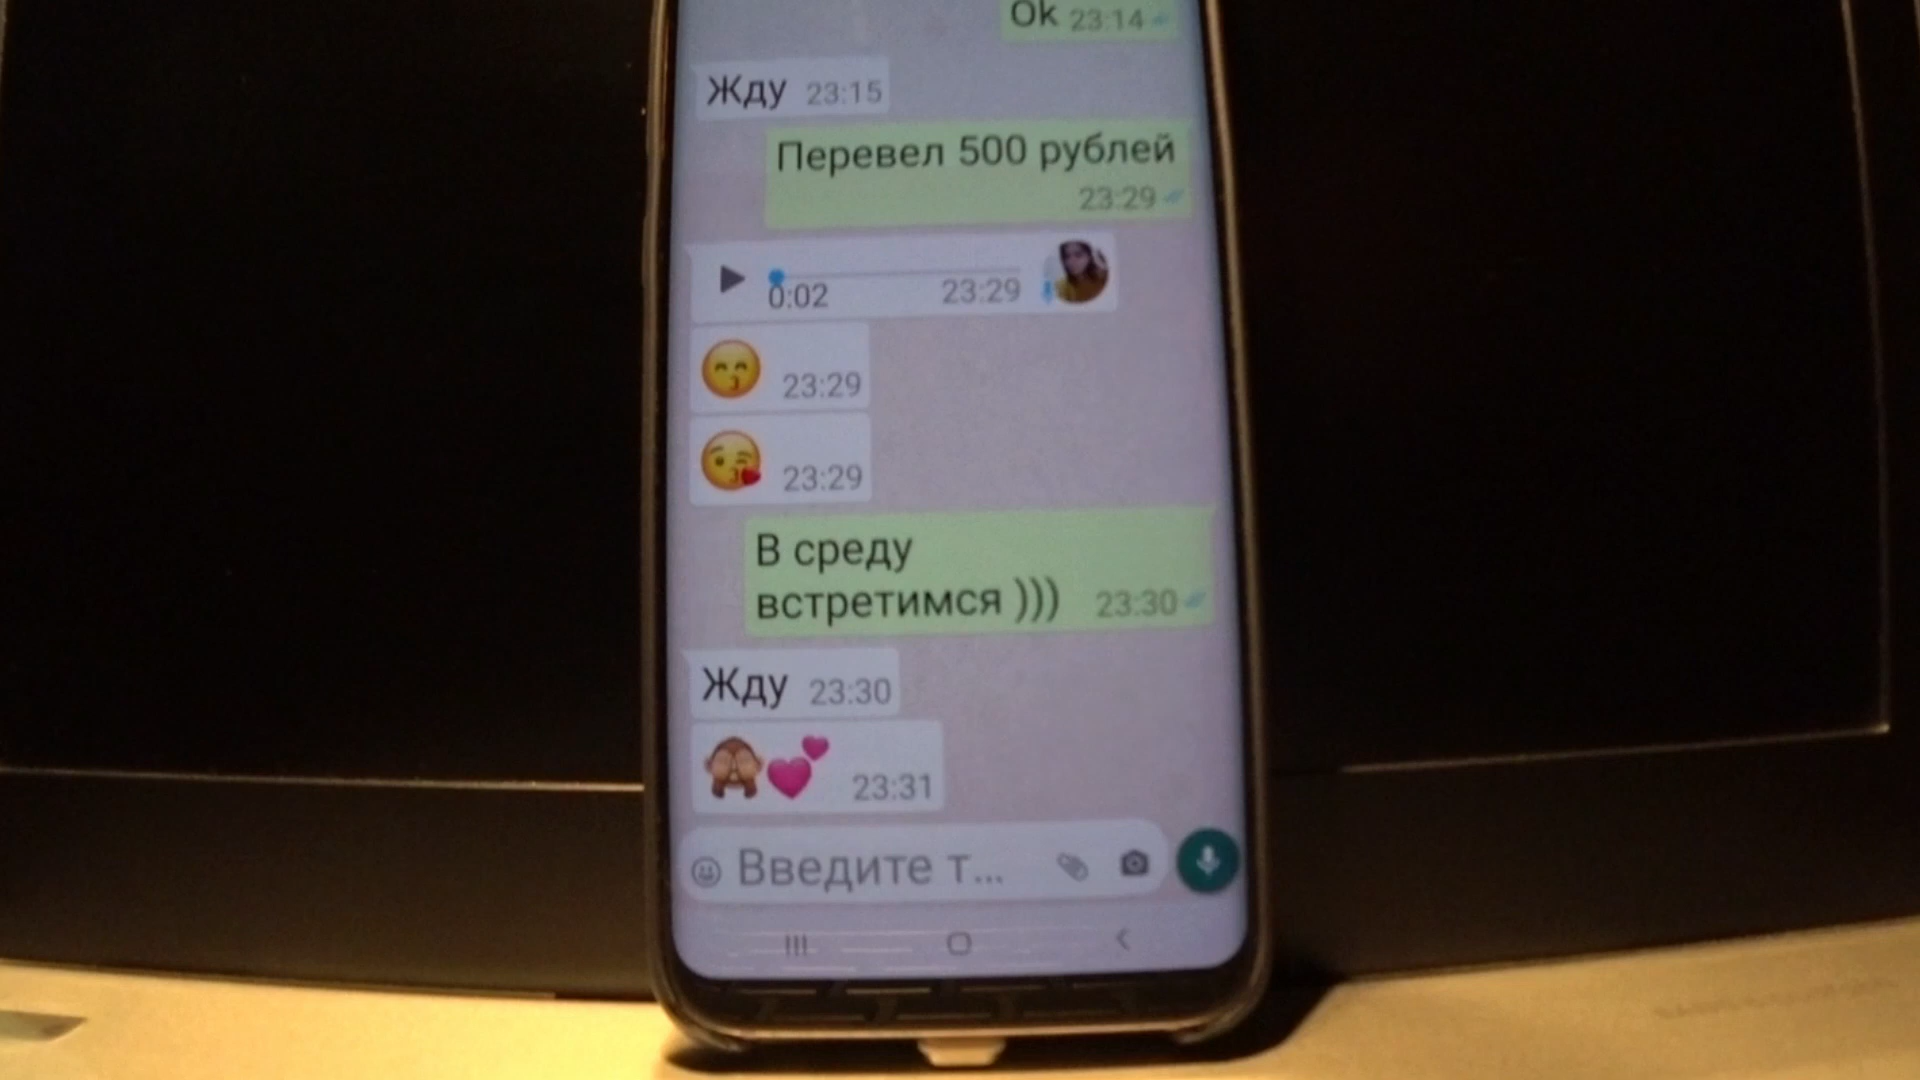 Ok 23:14
Жду 23:15
Перевел 500 рублей
23:29
0:02 23:29
23:29
23:29
В среду
встретимся ))) 23:30
Жду 23:30
23:31
Введите т...